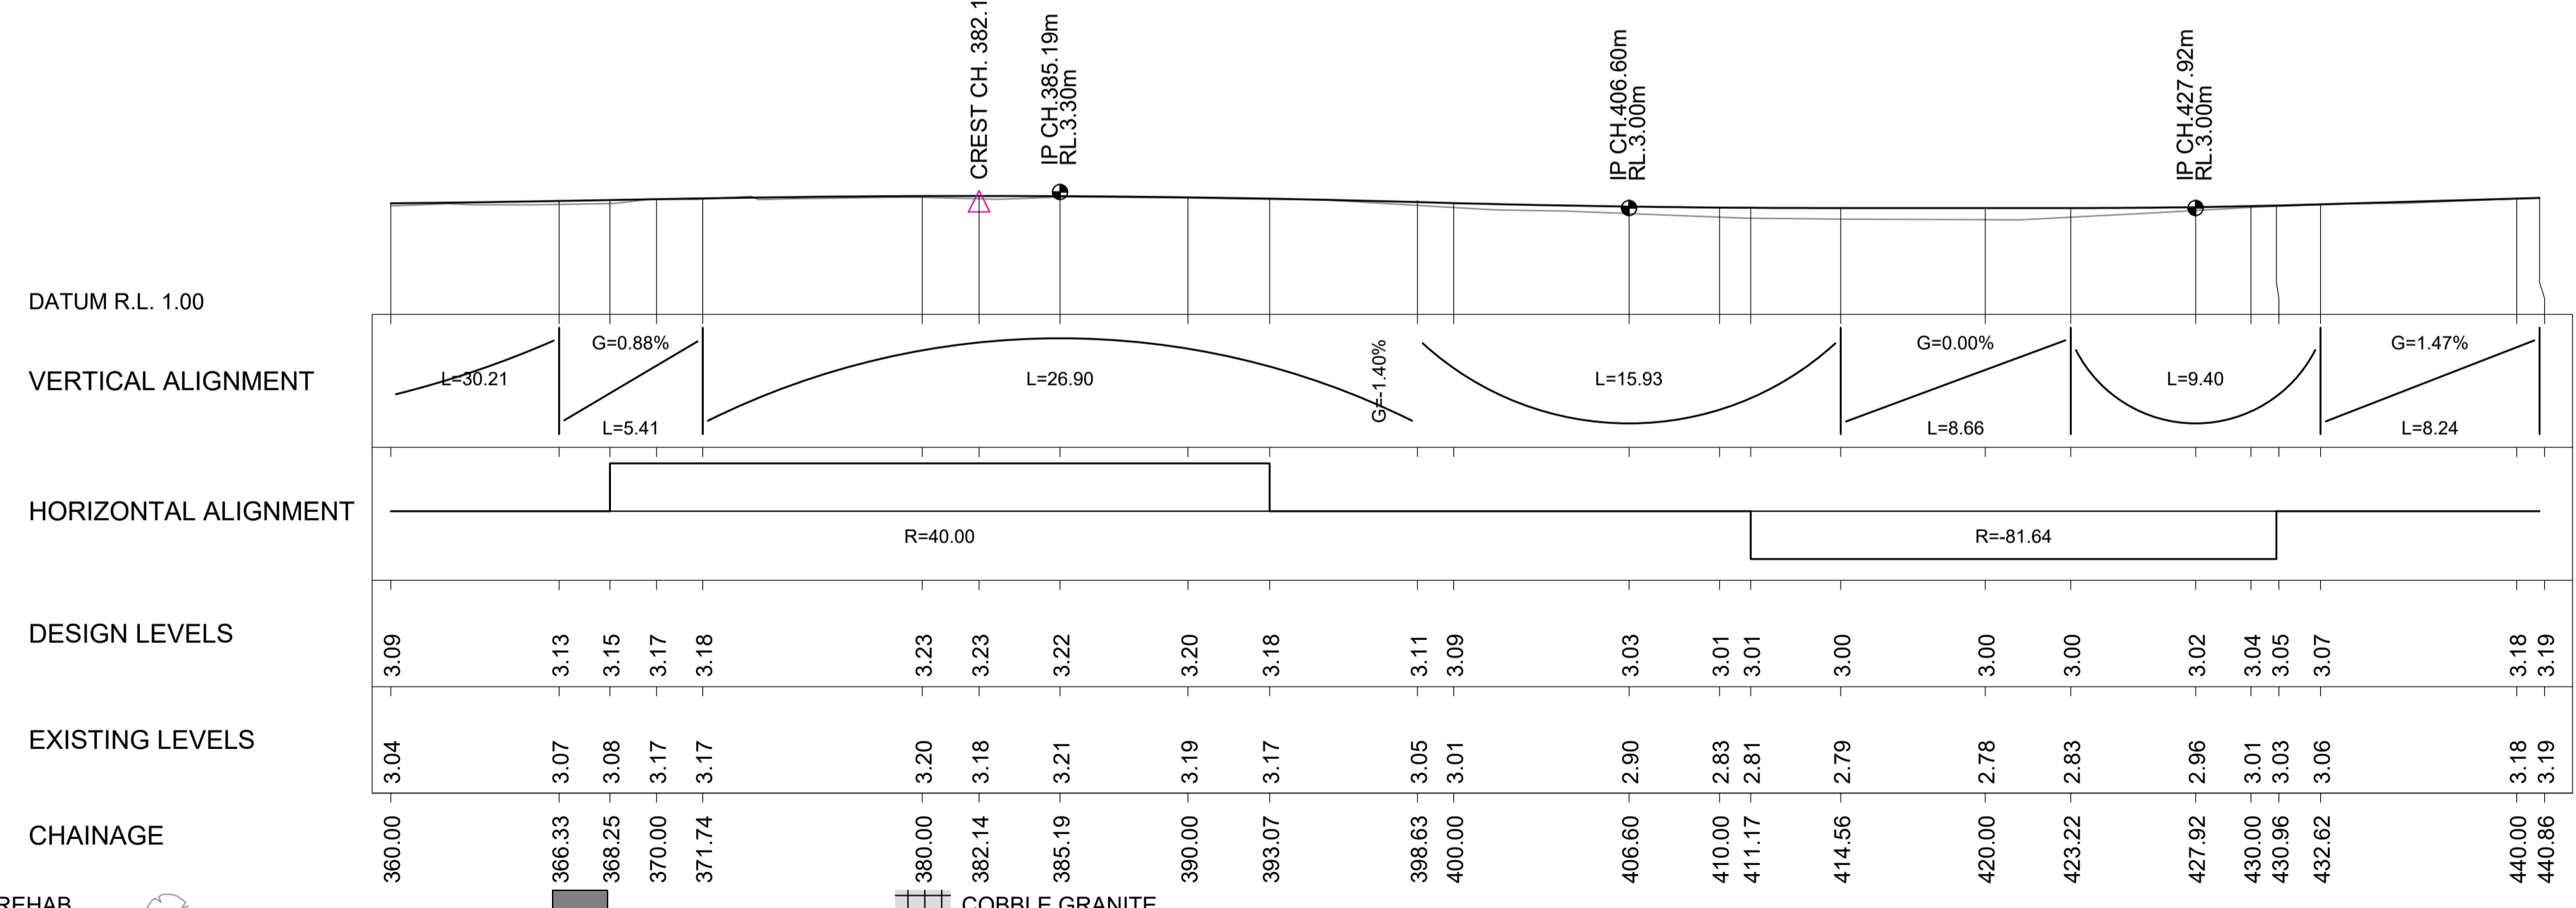 CREST CH. 382.1
IP CH.385.19m
RL.3.30m
IP CH.406.60m
RL.3.00m
IP CH.427.92m
RL.3.00m
DATUM R.L. 1.00
VERTICAL ALIGNMENT
L=30.21
G=0.88%
L=5.41
L=26.90
G=-1.40%
L=15.93
G=0.00%
L=8.66
L=9.40
G=1.47%
L=8.24
HORIZONTAL ALIGNMENT
R=40.00
R=-81.64
DESIGN LEVELS
3.09 3.13 3.15 3.17 3.18 3.23 3.23 3.22 3.20 3.18 3.11 3.09 3.03 3.01 3.01 3.00 3.00 3.00 3.02 3.04 3.05 3.07 3.18 3.19
EXISTING LEVELS
3.04 3.07 3.08 3.17 3.17 3.20 3.18 3.21 3.19 3.17 3.05 3.01 2.90 2.83 2.81 2.79 2.78 2.83 2.96 3.01 3.03 3.06 3.18 3.19
CHAINAGE
360.00 366.33 368.25 370.00 371.74 380.00 382.14 385.19 390.00 393.07 398.63 400.00 406.60 410.00 411.17 414.56 420.00 423.22 427.92 430.00 430.96 432.62 440.00 440.86
REHAB
COBBLE GRANITE